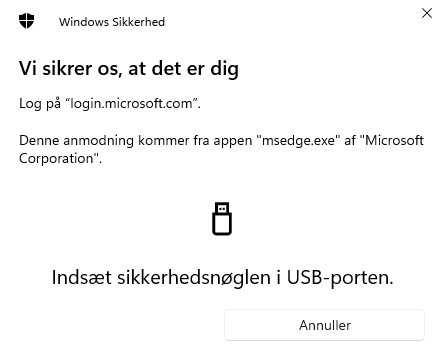 Windows Sikkerhed
Vi sikrer os, at det er dig
Log på “login.microsoft.com”.
Denne anmodning kommer fra appen "msedge.exe" af "Microsoft
Corporation".
Indsæt sikkerhedsnøglen i USB-porten.
Annuller